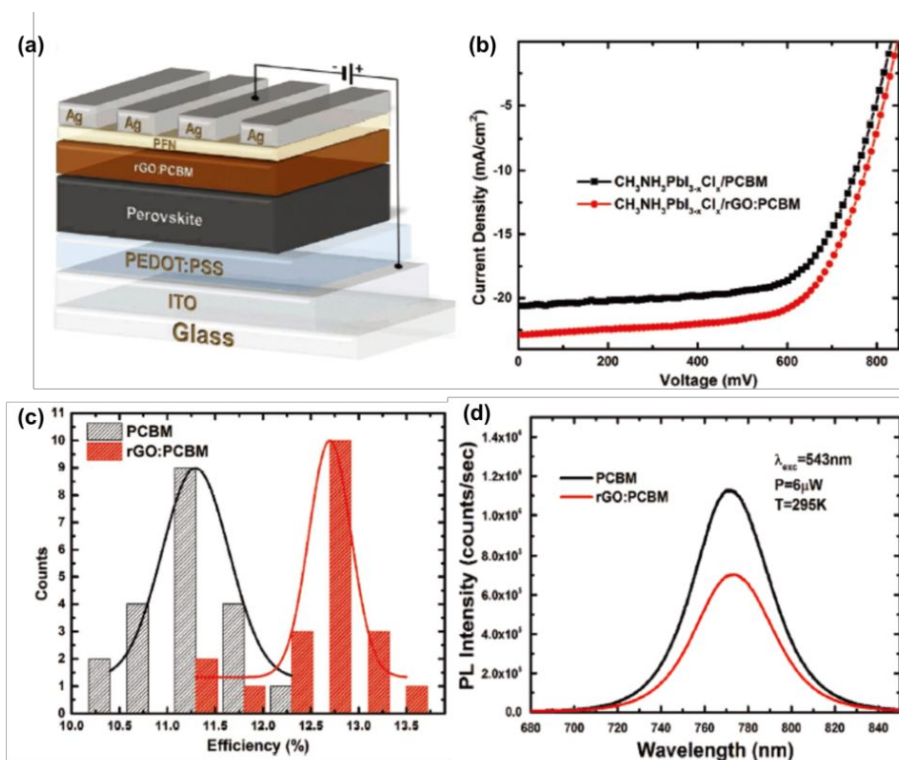 (a)
- +
Ag Ag Ag Ag
PFN
rGO:PCBM
Perovskite
PEDOT:PSS
ITO
Glass
(b)
Current Density (mA/cm²)
-5
-10
-15
-20
CH₃NH₃PbI₃₋ₓClₓ/PCBM
CH₃NH₃PbI₃₋ₓClₓ/rGO:PCBM
0 200 400 600 800
Voltage (mV)
(c)
Counts
11
10
9
8
7
6
5
4
3
2
1
0
PCBM
rGO:PCBM
10.0 10.5 11.0 11.5 12.0 12.5 13.0 13.5
Efficiency (%)
(d)
PL Intensity (counts/sec)
1.4x10⁶
1.2x10⁶
1.0x10⁶
8.0x10⁵
6.0x10⁵
4.0x10⁵
2.0x10⁵
0.0
PCBM
rGO:PCBM
λexc=543nm
P=6μW
T=295K
680 700 720 740 760 780 800 820 840
Wavelength (nm)